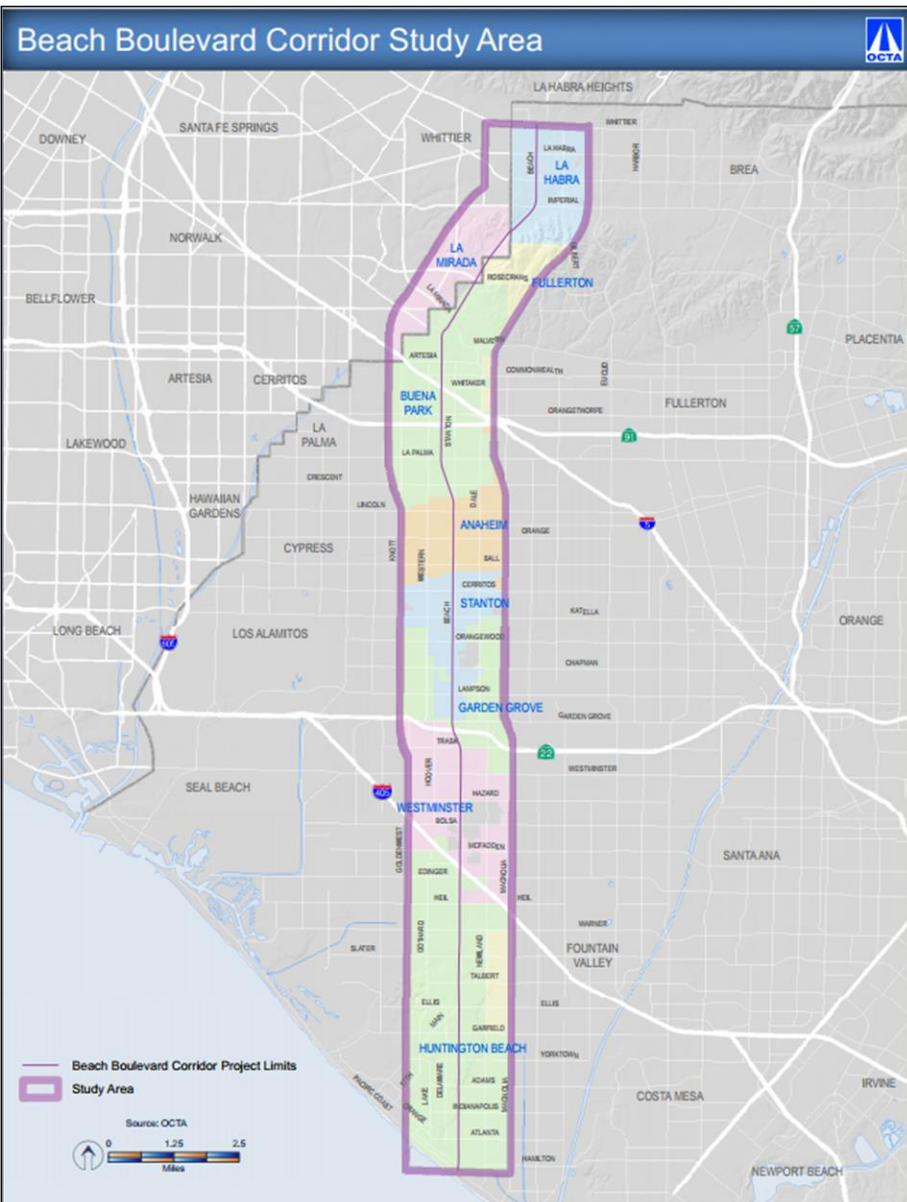 Beach Boulevard Corridor Study Area
OCTA
LA HABRA HEIGHTS
DOWNEY
SANTA FE SPRINGS
WHITTIER
WHITTIER
BEACH
LA HABRA
LA
HABRA
HARBOR
BREA
IMPERIAL
NORWALK
LA
MIRADA
ROSECRANS
FULLERTON
BELLFLOWER
LA MIRADA
57
PLACENTIA
MALVERN
ARTESIA
ARTESIA
CERRITOS
WHITAKER
COMMONWEALTH
EUCLID
BUENA
PARK
ORANGETHORPE
FULLERTON
LA
PALMA
STANTON
91
LAKEWOOD
LA PALMA
CRESCENT
HAWAIIAN
GARDENS
LINCOLN
DALE
ANAHEIM
ORANGE
5
CYPRESS
KNOTT
WESTERN
BALL
CERRITOS
STANTON
BEACH
KATELLA
LONG BEACH
605
LOS ALAMITOS
ORANGEWOOD
ORANGE
CHAPMAN
LAMPSON
GARDEN GROVE
GARDEN GROVE
TRASK
22
HOOVER
WESTMINSTER
SEAL BEACH
405
HAZARD
WESTMINSTER
BOLSA
GOLDENWEST
MCFADDEN
SANTA ANA
EDINGER
MAGNOLIA
HEIL
HEIL
WARNER
GOTHARD
NEWLAND
SLATER
FOUNTAIN
VALLEY
TALBERT
ELLIS
ELLIS
MAIN
GARFIELD
HUNTINGTON BEACH
YORKTOWN
Beach Boulevard Corridor Project Limits
Study Area
PACIFIC COAST
17TH
LAKE
DELAWARE
ADAMS
MAGNOLIA
IRVINE
COSTA MESA
ORANGE
INDIANAPOLIS
ATLANTA
Source: OCTA
0 1.25 2.5
Miles
HAMILTON
NEWPORT BEACH